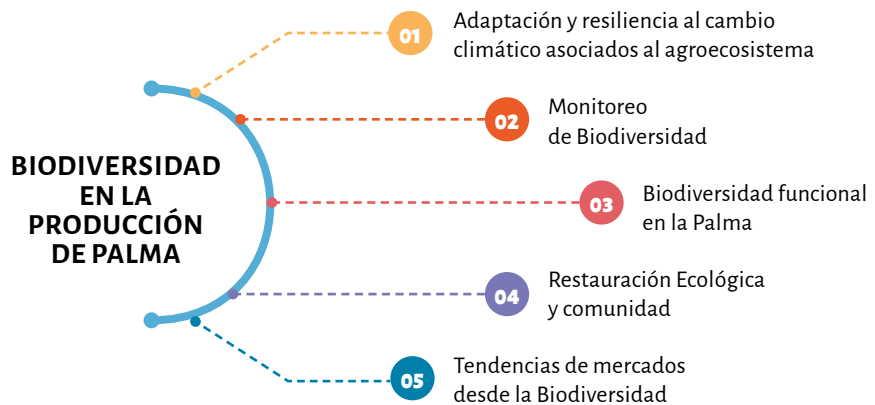 BIODIVERSIDAD
EN LA
PRODUCCIÓN
DE PALMA
01
Adaptación y resiliencia al cambio
climático asociados al agroecosistema
02
Monitoreo
de Biodiversidad
03
Biodiversidad funcional
en la Palma
04
Restauración Ecológica
y comunidad
05
Tendencias de mercados
desde la Biodiversidad